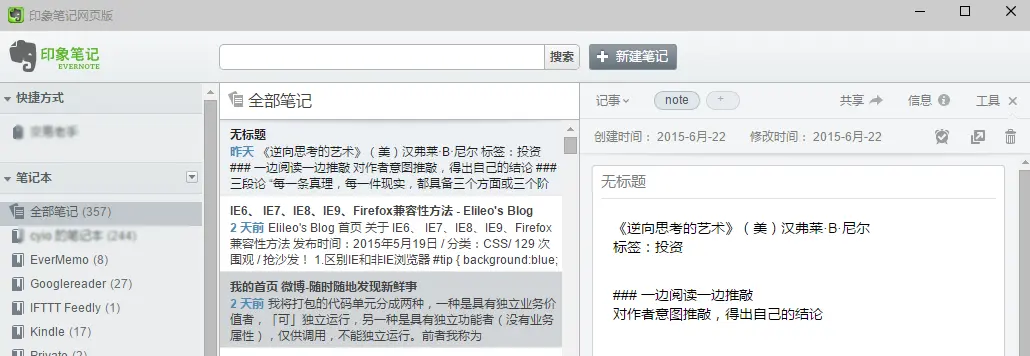 印象笔记网页版
印象笔记
EVERNOTE
搜索
新建笔记
快捷方式
笔记本
全部笔记 (357)
(244)
EverMemo (8)
Googlereader (27)
IFTTT Feedly (1)
Kindle (17)
Private (2)
全部笔记
无标题
昨天 《逆向思考的艺术》（美）汉弗莱·B·尼尔 标签：投资
### 一边阅读一边推敲 对作者意图推敲，得出自己的结论 ###
三段论 “每一条真理，每一件现实，都具备三个方面或三个阶
IE6、 IE7、IE8、IE9、Firefox兼容性方法 - Elileo's Blog
2 天前 Elileo's Blog 首页 关于 IE6、 IE7、IE8、IE9、Firefox
兼容性方法 发布时间：2015年5月19日 / 分类：CSS/ 129 次
围观 / 抢沙发！ 1.区别IE和非IE浏览器 #tip { background:blue;
我的首页 微博-随时随地发现新鲜事
2 天前 我将打包的代码单元分成两种，一种是具有独立业务价
值者，「可」独立运行，另一种是具有独立功能者（没有业务
属性），仅供调用，不能独立运行。前者我称为
记事
note
+
共享
信息
工具
创建时间： 2015-6月-22
修改时间： 2015-6月-22
无标题
《逆向思考的艺术》（美）汉弗莱·B·尼尔
标签：投资
### 一边阅读一边推敲
对作者意图推敲，得出自己的结论